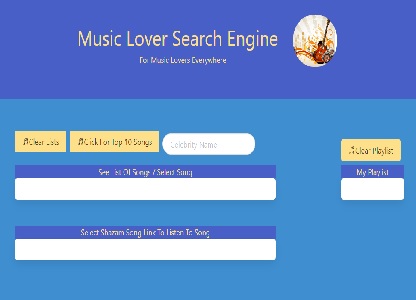 Music Lover Search Engine
For Music Lovers Everywhere
🎵Clear Lists
🎵Click For Top 10 Songs
Celebrity Name
🎵Clear Playlist
See List Of Songs / Select Song
My Playlist
Select Shazam Song Link To Listen To Song